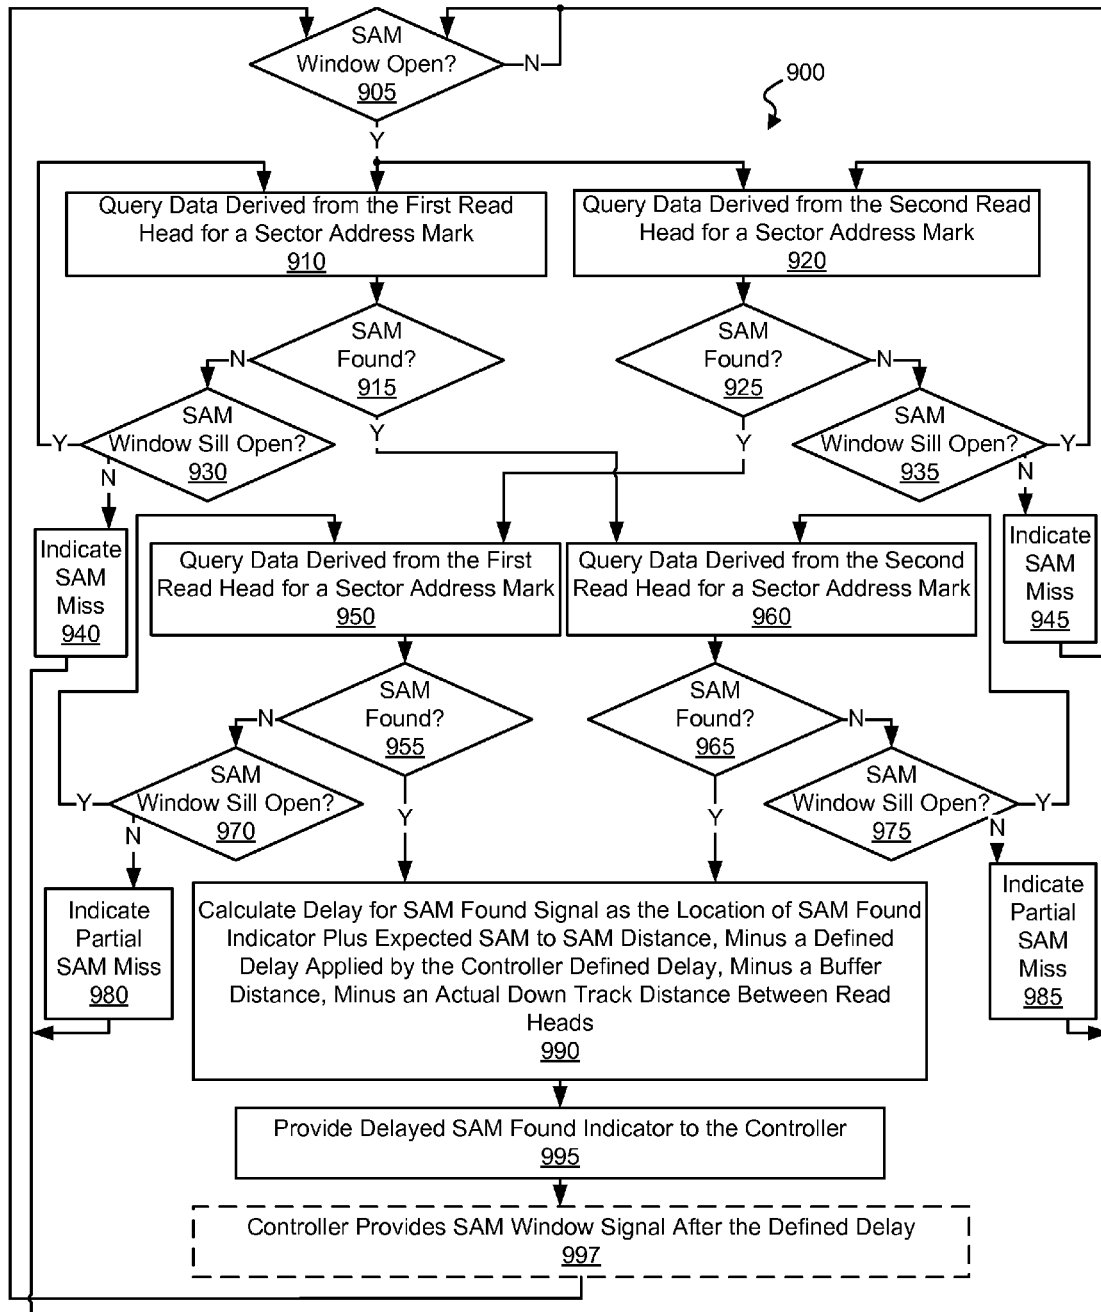 SAM
Window Open?
905
N
900
Y
Query Data Derived from the First Read
Head for a Sector Address Mark
910
Query Data Derived from the Second Read
Head for a Sector Address Mark
920
SAM
Found?
915
N
Y
SAM
Found?
925
N
Y
SAM
Window Sill Open?
930
Y
N
SAM
Window Sill Open?
935
Y
N
Indicate
SAM
Miss
940
Indicate
SAM
Miss
945
Query Data Derived from the First
Read Head for a Sector Address Mark
950
Query Data Derived from the Second
Read Head for a Sector Address Mark
960
SAM
Found?
955
N
Y
SAM
Found?
965
N
Y
SAM
Window Sill Open?
970
Y
N
SAM
Window Sill Open?
975
Y
N
Indicate
Partial
SAM Miss
980
Indicate
Partial
SAM
Miss
985
Calculate Delay for SAM Found Signal as the Location of SAM Found
Indicator Plus Expected SAM to SAM Distance, Minus a Defined
Delay Applied by the Controller Defined Delay, Minus a Buffer
Distance, Minus an Actual Down Track Distance Between Read
Heads
990
Provide Delayed SAM Found Indicator to the Controller
995
Controller Provides SAM Window Signal After the Defined Delay
997